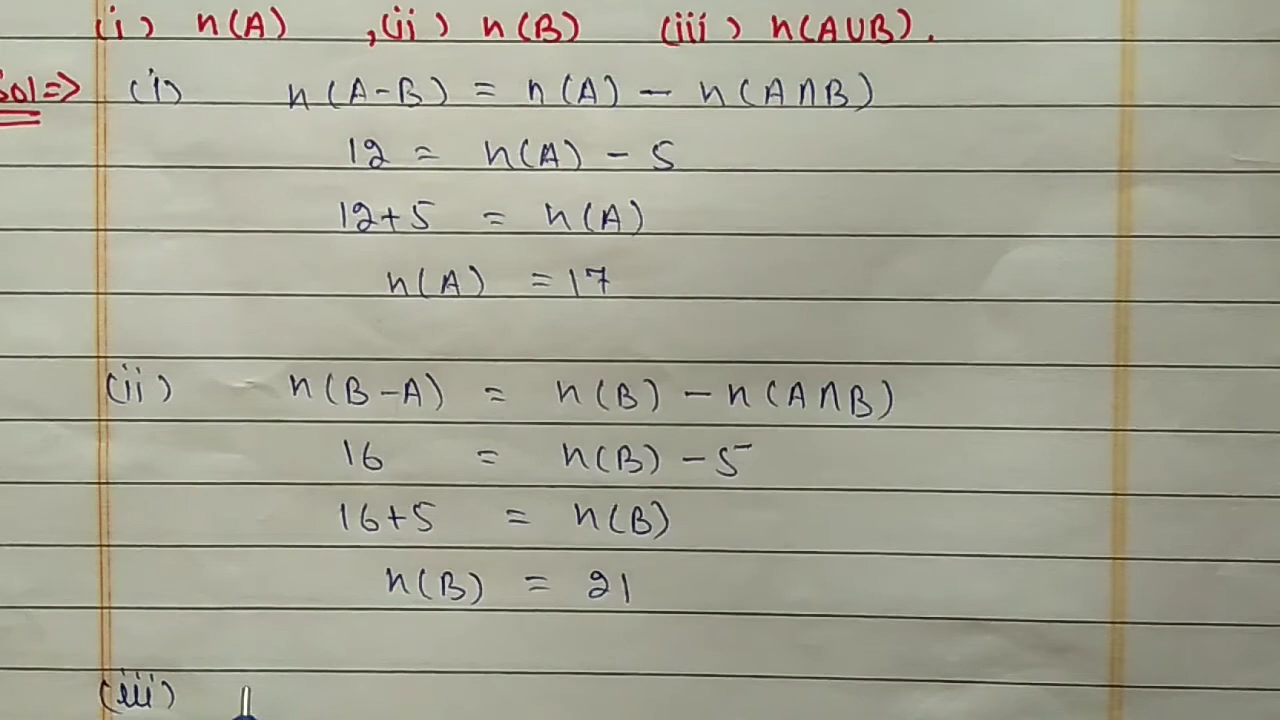 (i) n(A) ,(ii) n(B) (iii) n(A∪B).
Sol=> (i) n(A-B) = n(A) - n(A∩B)
12 = n(A) - 5
12+5 = n(A)
n(A) = 17
(ii) n(B-A) = n(B) - n(A∩B)
16 = n(B) - 5
16+5 = n(B)
n(B) = 21
(iii)